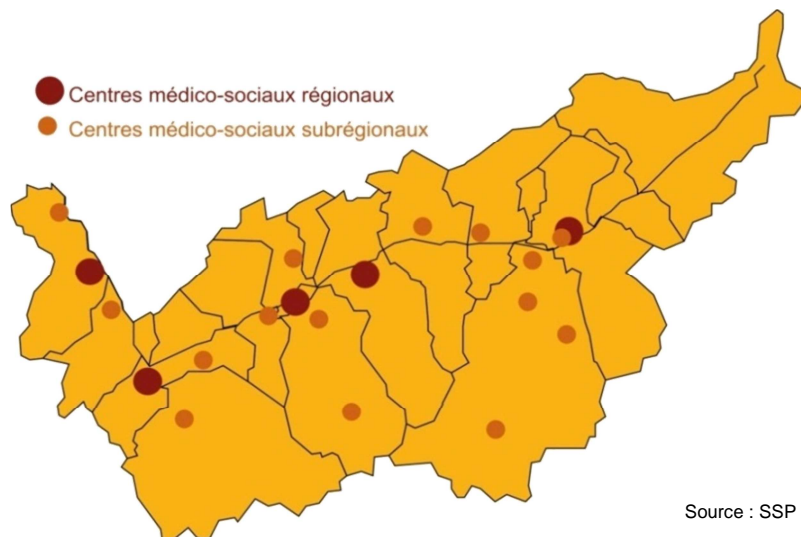 Centres médico-sociaux régionaux
Centres médico-sociaux subrégionaux
Source : SSP